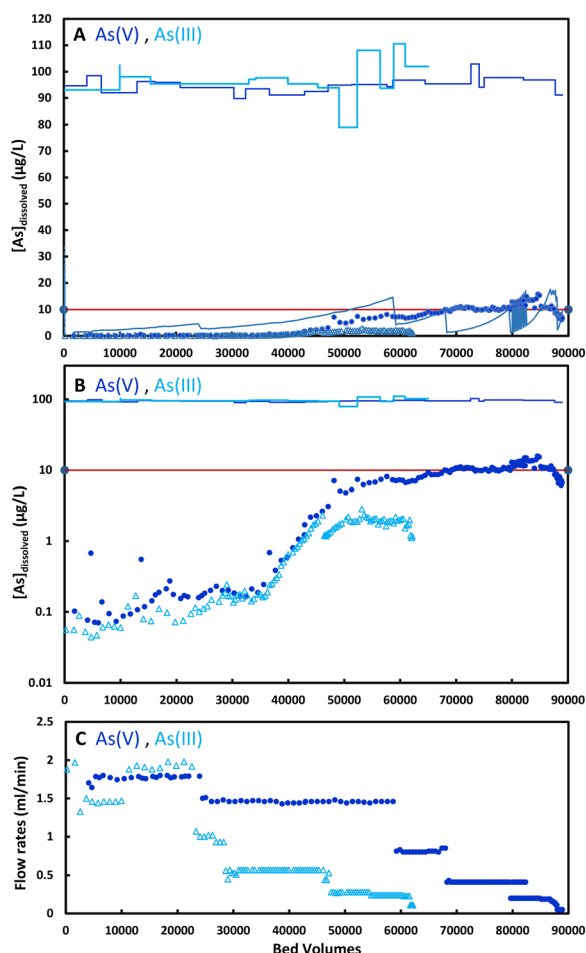 A As(V) , As(III)
[As]dissolved (µg/L)
120
110
100
90
80
70
60
50
40
30
20
10
0
0 10000 20000 30000 40000 50000 60000 70000 80000 90000
B As(V) , As(III)
[As]dissolved (µg/L)
100
10
1
0.1
0.01
0 10000 20000 30000 40000 50000 60000 70000 80000 90000
C As(V) , As(III)
Flow rates (ml/min)
2.5
2
1.5
1
0.5
0
0 10000 20000 30000 40000 50000 60000 70000 80000 90000
Bed Volumes